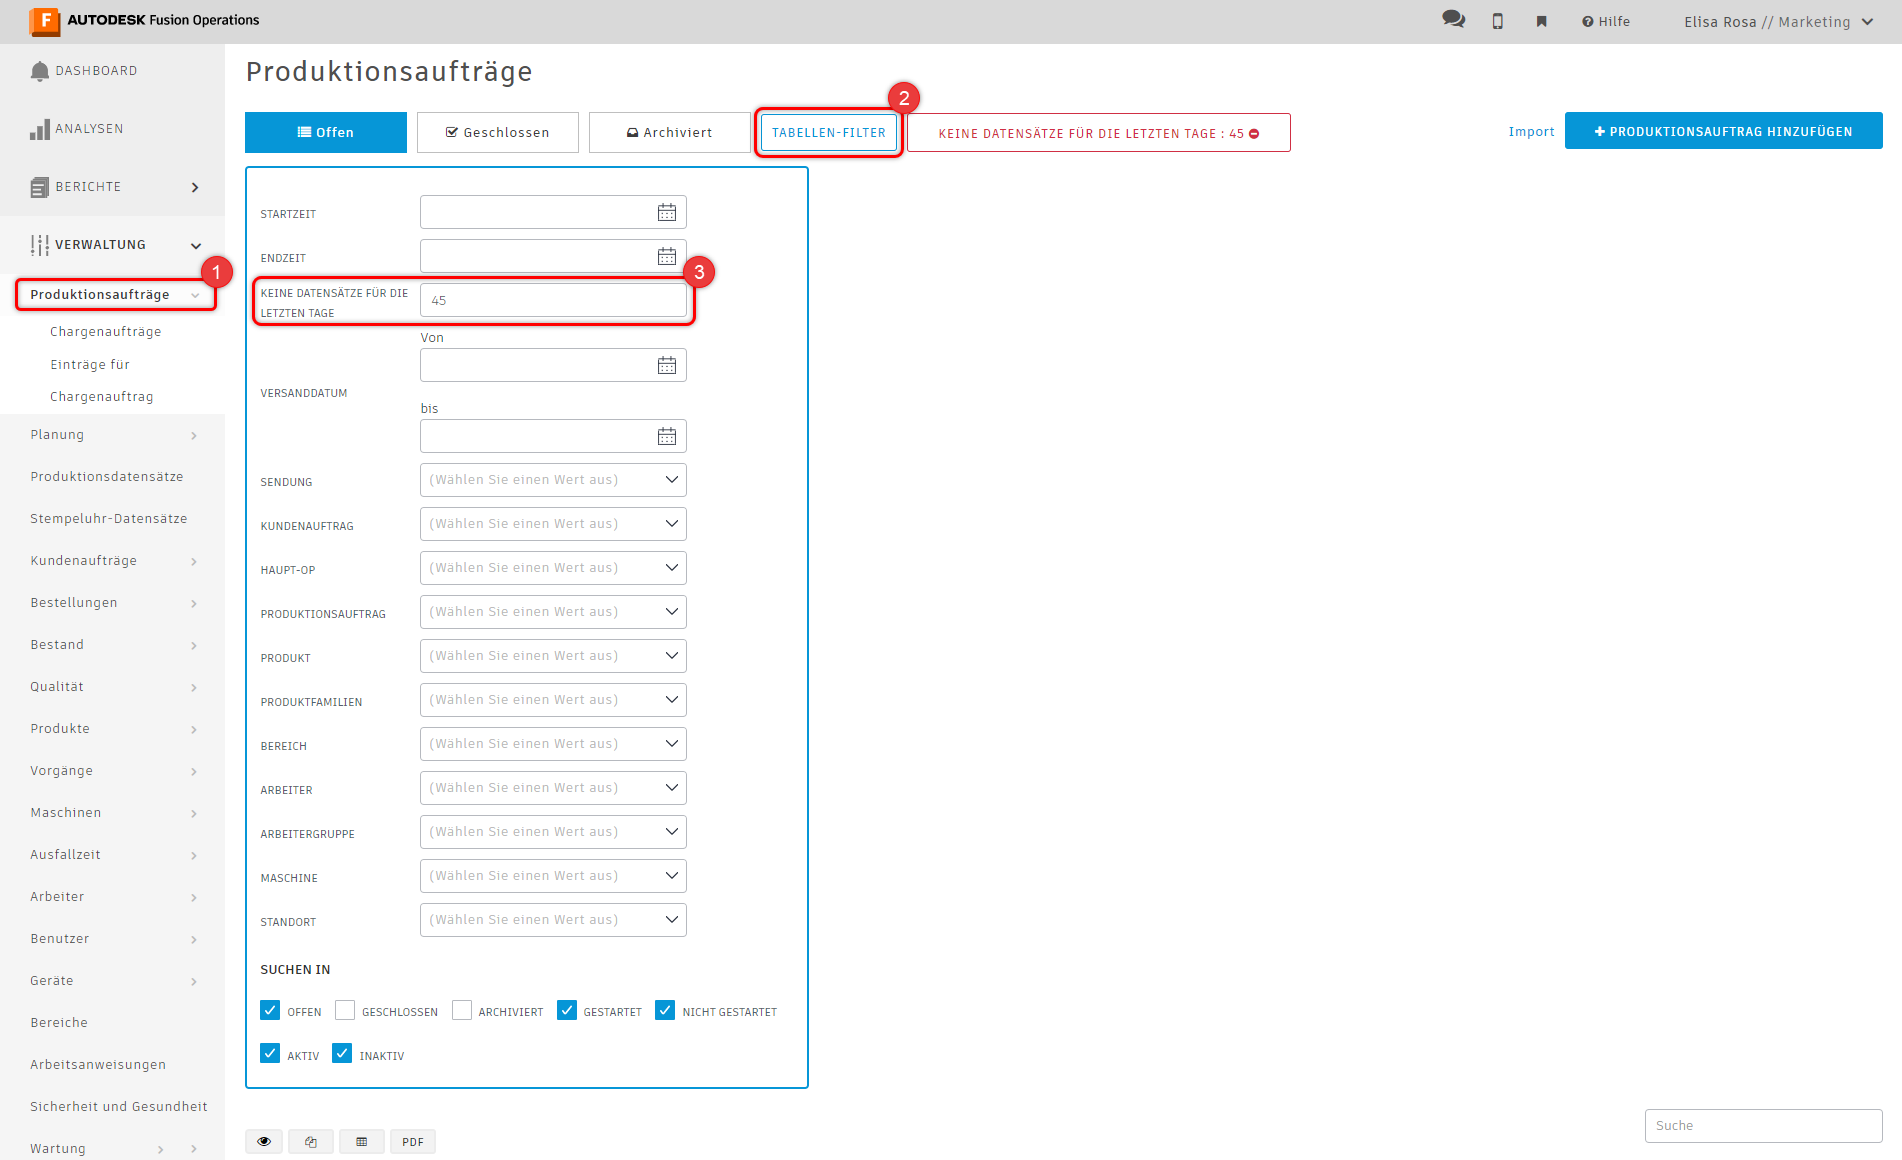 F AUTODESK Fusion Operations
Hilfe
Elisa Rosa // Marketing
DASHBOARD
ANALYSEN
BERICHTE
VERWALTUNG
1
Produktionsaufträge
Chargenaufträge
Einträge für
Chargenauftrag
Planung
Produktionsdatensätze
Stempeluhr-Datensätze
Kundenaufträge
Bestellungen
Bestand
Qualität
Produkte
Vorgänge
Maschinen
Ausfallzeit
Arbeiter
Benutzer
Geräte
Bereiche
Arbeitsanweisungen
Sicherheit und Gesundheit
Wartung
Produktionsaufträge
Offen
Geschlossen
Archiviert
2
TABELLEN-FILTER
KEINE DATENSÄTZE FÜR DIE LETZTEN TAGE : 45
Import
PRODUKTIONSAUFTRAG HINZUFÜGEN
STARTZEIT
ENDZEIT
3
KEINE DATENSÄTZE FÜR DIE
LETZTEN TAGE
45
Von
VERSANDDATUM
bis
SENDUNG (Wählen Sie einen Wert aus)
KUNDENAUFTRAG (Wählen Sie einen Wert aus)
HAUPT-OP (Wählen Sie einen Wert aus)
PRODUKTIONSAUFTRAG (Wählen Sie einen Wert aus)
PRODUKT (Wählen Sie einen Wert aus)
PRODUKTFAMILIEN (Wählen Sie einen Wert aus)
BEREICH (Wählen Sie einen Wert aus)
ARBEITER (Wählen Sie einen Wert aus)
ARBEITERGRUPPE (Wählen Sie einen Wert aus)
MASCHINE (Wählen Sie einen Wert aus)
STANDORT (Wählen Sie einen Wert aus)
SUCHEN IN
OFFEN GESCHLOSSEN ARCHIVIERT GESTARTET NICHT GESTARTET
AKTIV INAKTIV
PDF
Suche